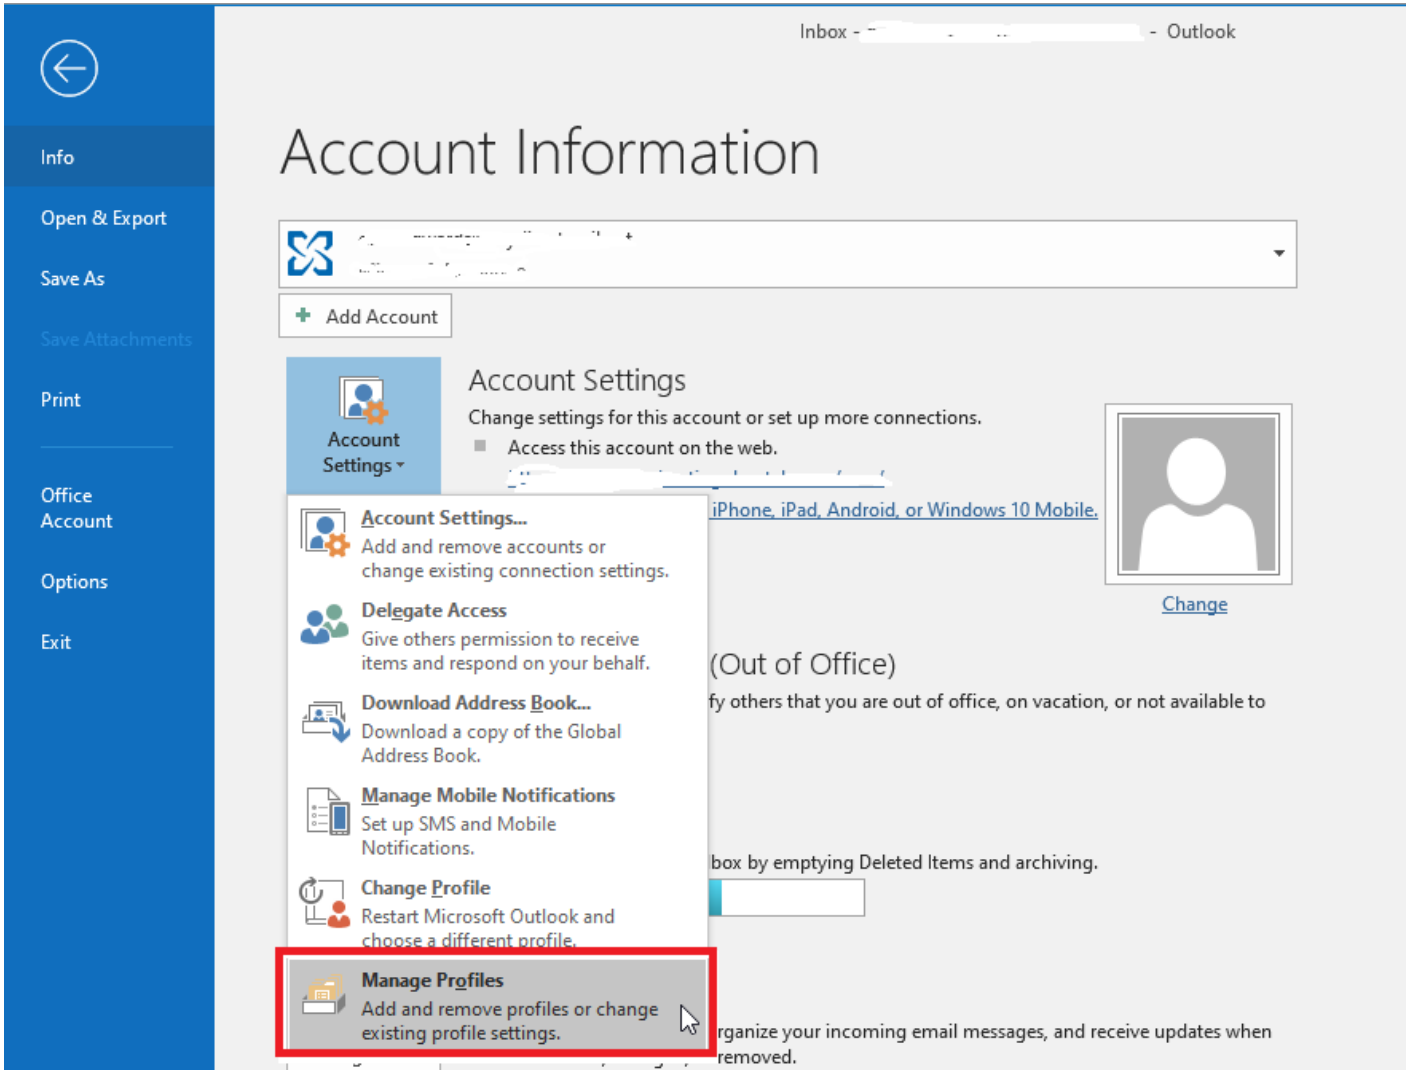 Inbox -
- Outlook
Info
Open & Export
Save As
Save Attachments
Print
Office
Account
Options
Exit
Account Information
Add Account
Account
Settings
Account Settings
Change settings for this account or set up more connections.
Access this account on the web.
iPhone, iPad, Android, or Windows 10 Mobile.
Change
Account Settings...
Add and remove accounts or
change existing connection settings.
Delegate Access
Give others permission to receive
items and respond on your behalf.
Download Address Book...
Download a copy of the Global
Address Book.
Manage Mobile Notifications
Set up SMS and Mobile
Notifications.
Change Profile
Restart Microsoft Outlook and
choose a different profile.
Manage Profiles
Add and remove profiles or change
existing profile settings.
(Out of Office)
fy others that you are out of office, on vacation, or not available to
box by emptying Deleted Items and archiving.
rganize your incoming email messages, and receive updates when
removed.